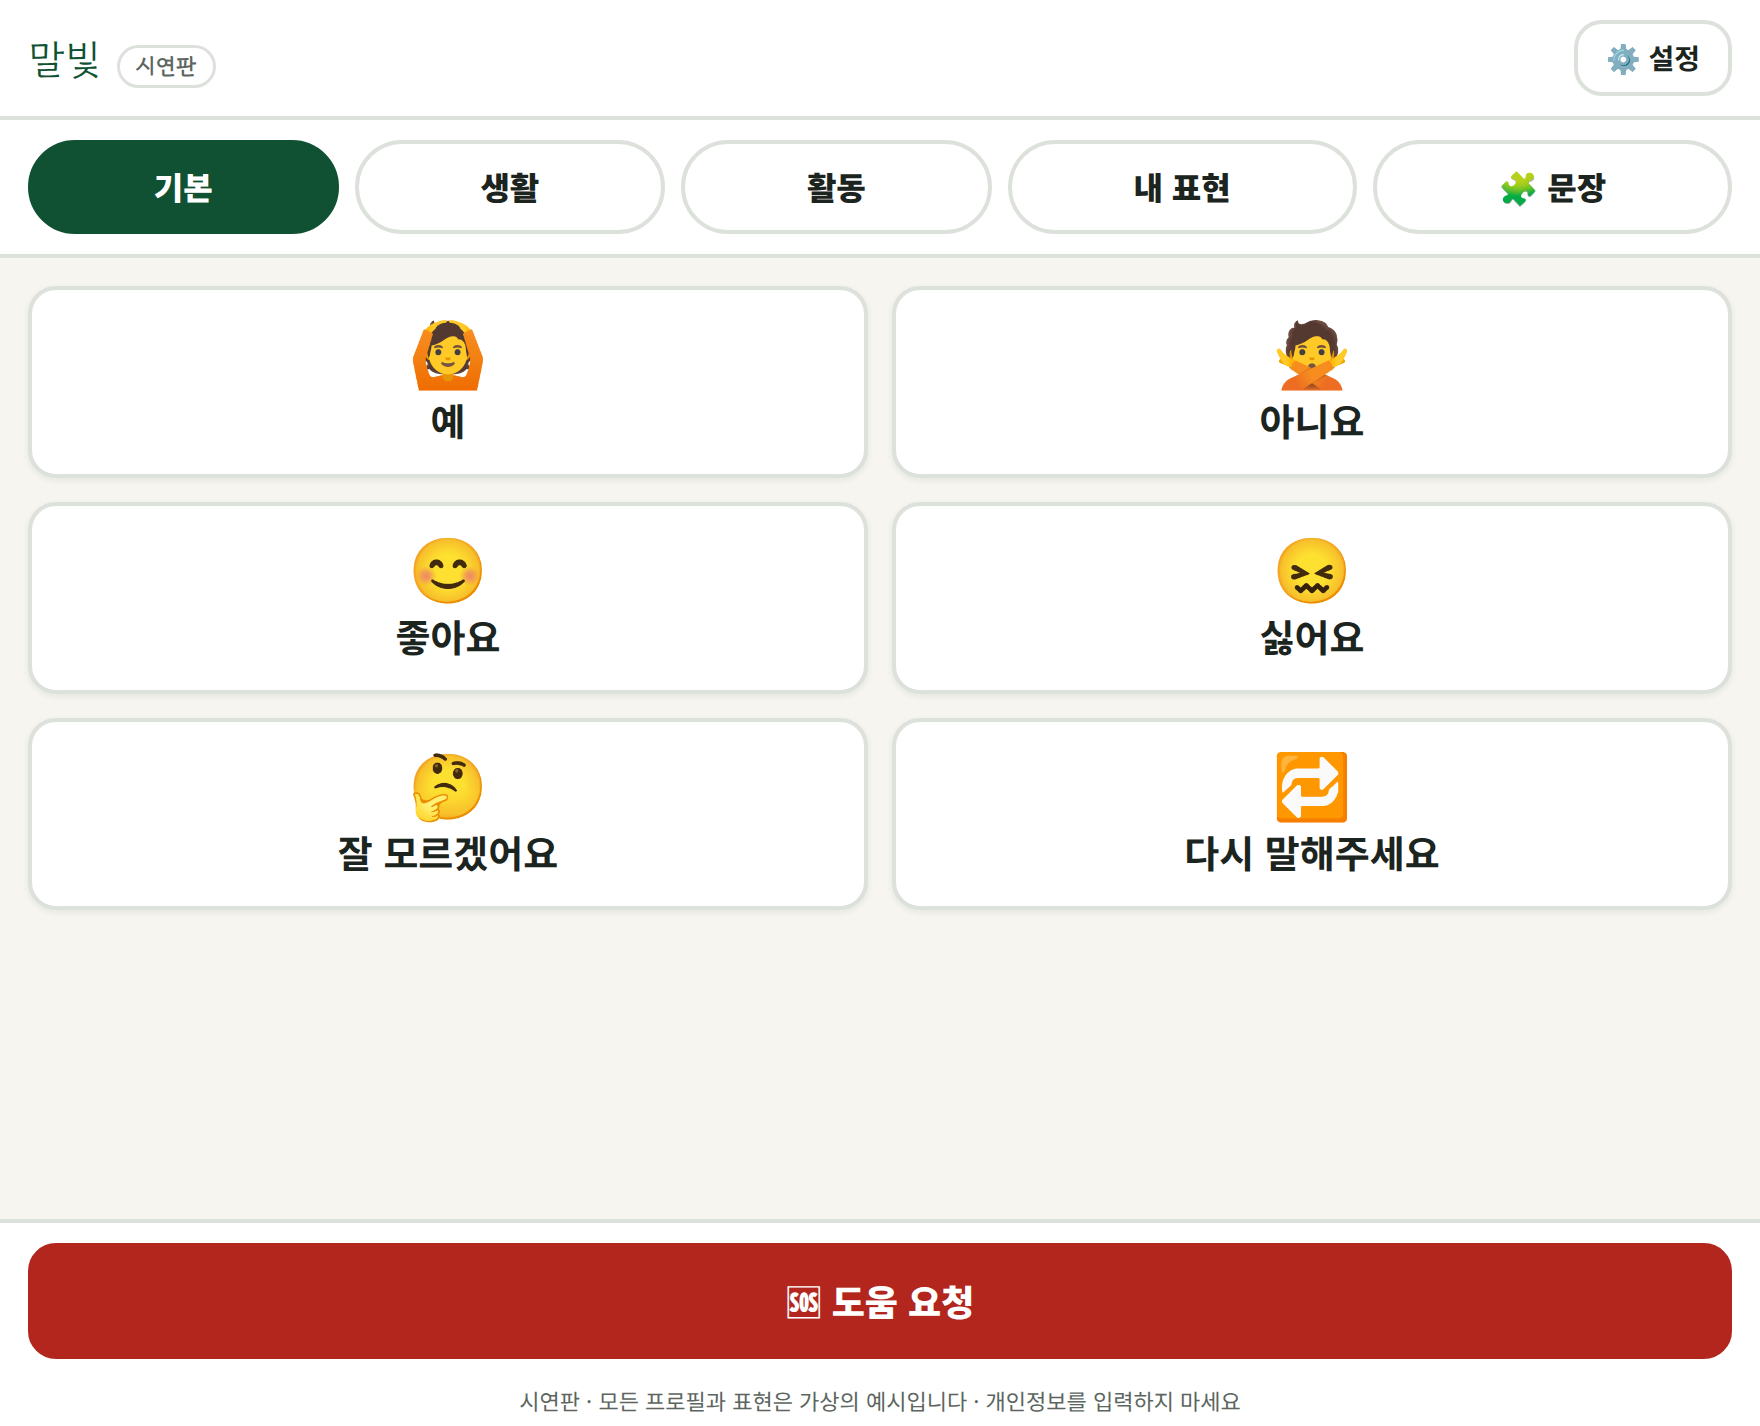 말빛 시연판
⚙️ 설정
기본
생활
활동
내 표현
🧩 문장
예
아니요
좋아요
싫어요
잘 모르겠어요
다시 말해주세요
🆘 도움 요청
시연판 · 모든 프로필과 표현은 가상의 예시입니다 · 개인정보를 입력하지 마세요